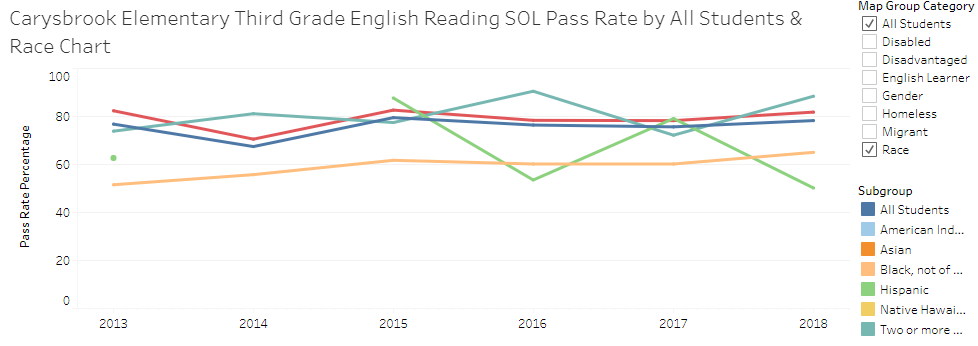 Carysbrook Elementary Third Grade English Reading SOL Pass Rate by All Students &
Race Chart
Pass Rate Percentage
100
80
60
40
20
0
2013
2014
2015
2016
2017
2018
Map Group Category
All Students
Disabled
Disadvantaged
English Learner
Gender
Homeless
Migrant
Race
Subgroup
All Students
American Ind...
Asian
Black, not of ...
Hispanic
Native Hawai...
Two or more ...